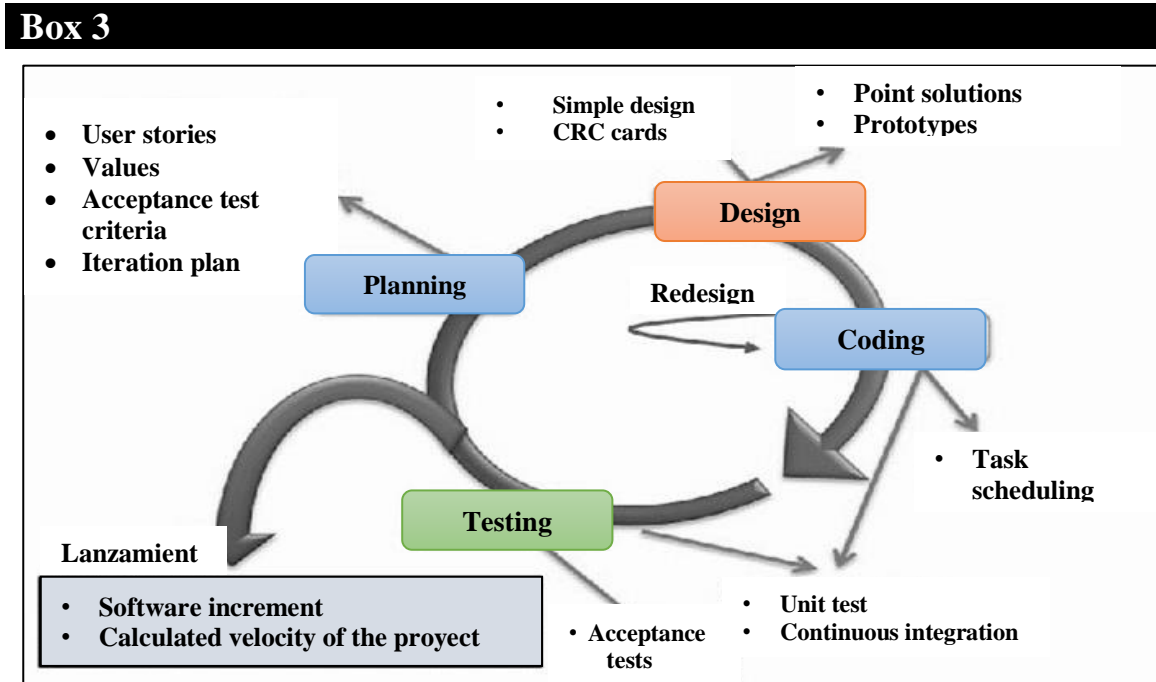 Box 3
• Simple design
• CRC cards
• Point solutions
• Prototypes
• User stories
• Values
• Acceptance test
criteria
• Iteration plan
Design
Planning
Redesign
Coding
• Task
scheduling
Testing
Lanzamient
• Software increment
• Calculated velocity of the proyect
• Acceptance
tests
• Unit test
• Continuous integration